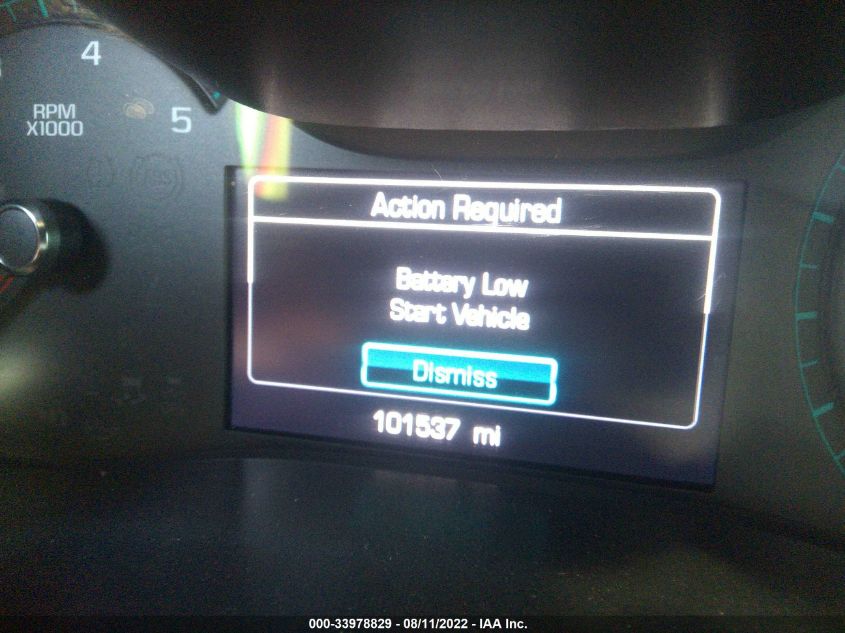 4
RPM
X1000
5
ABS
Action Required
Battery Low
Start Vehicle
Dismiss
101537 mi
000-33978829 - 08/11/2022 - IAA Inc.